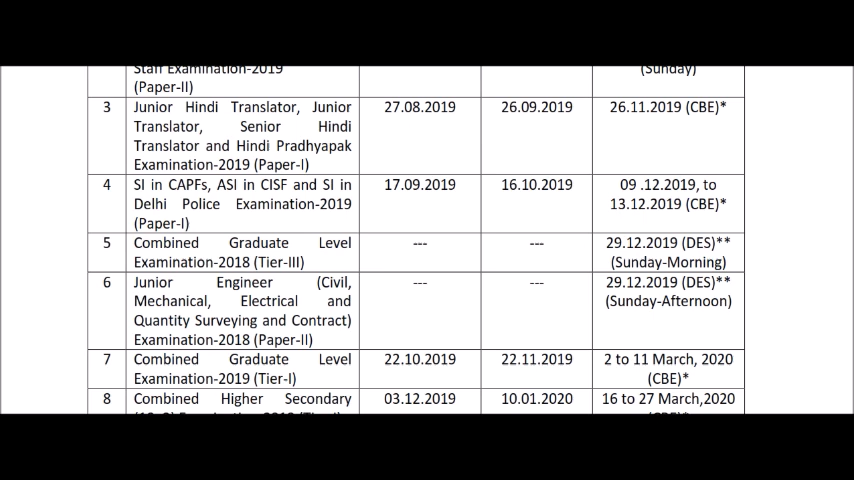 Staff Examination-2019 (Sunday)
(Paper-II)
3 Junior Hindi Translator, Junior 27.08.2019 26.09.2019 26.11.2019 (CBE)*
Translator, Senior Hindi
Translator and Hindi Pradhyapak
Examination-2019 (Paper-I)
4 SI in CAPFs, ASI in CISF and SI in 17.09.2019 16.10.2019 09 .12.2019, to
Delhi Police Examination-2019 13.12.2019 (CBE)*
(Paper-I)
5 Combined Graduate Level --- --- 29.12.2019 (DES)**
Examination-2018 (Tier-III) (Sunday-Morning)
6 Junior Engineer (Civil, --- --- 29.12.2019 (DES)**
Mechanical, Electrical and (Sunday-Afternoon)
Quantity Surveying and Contract)
Examination-2018 (Paper-II)
7 Combined Graduate Level 22.10.2019 22.11.2019 2 to 11 March, 2020
Examination-2019 (Tier-I) (CBE)*
8 Combined Higher Secondary 03.12.2019 10.01.2020 16 to 27 March,2020